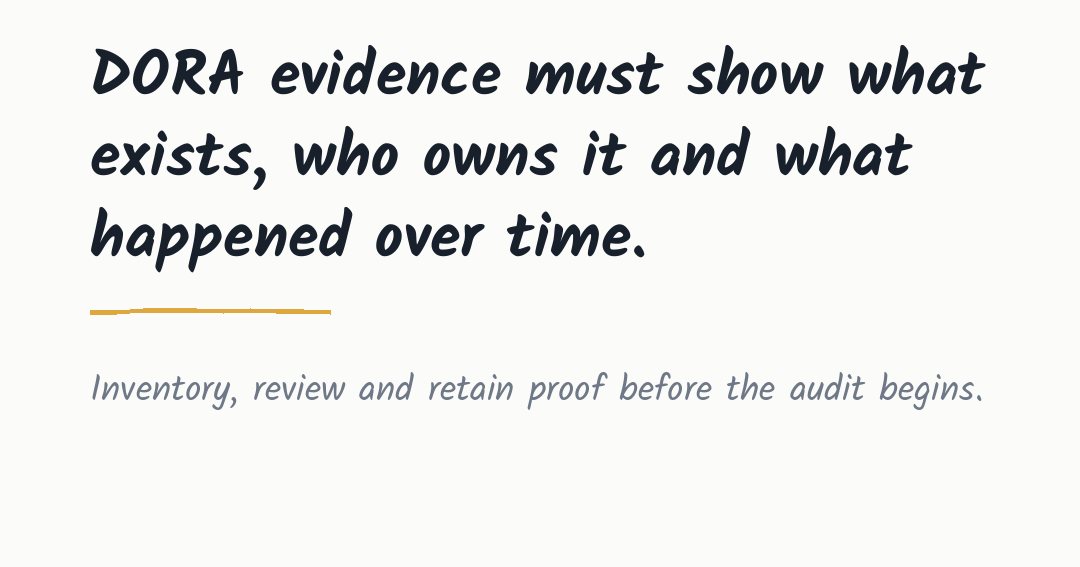 DORA evidence must show what
exists, who owns it and what
happened over time.
Inventory, review and retain proof before the audit begins.